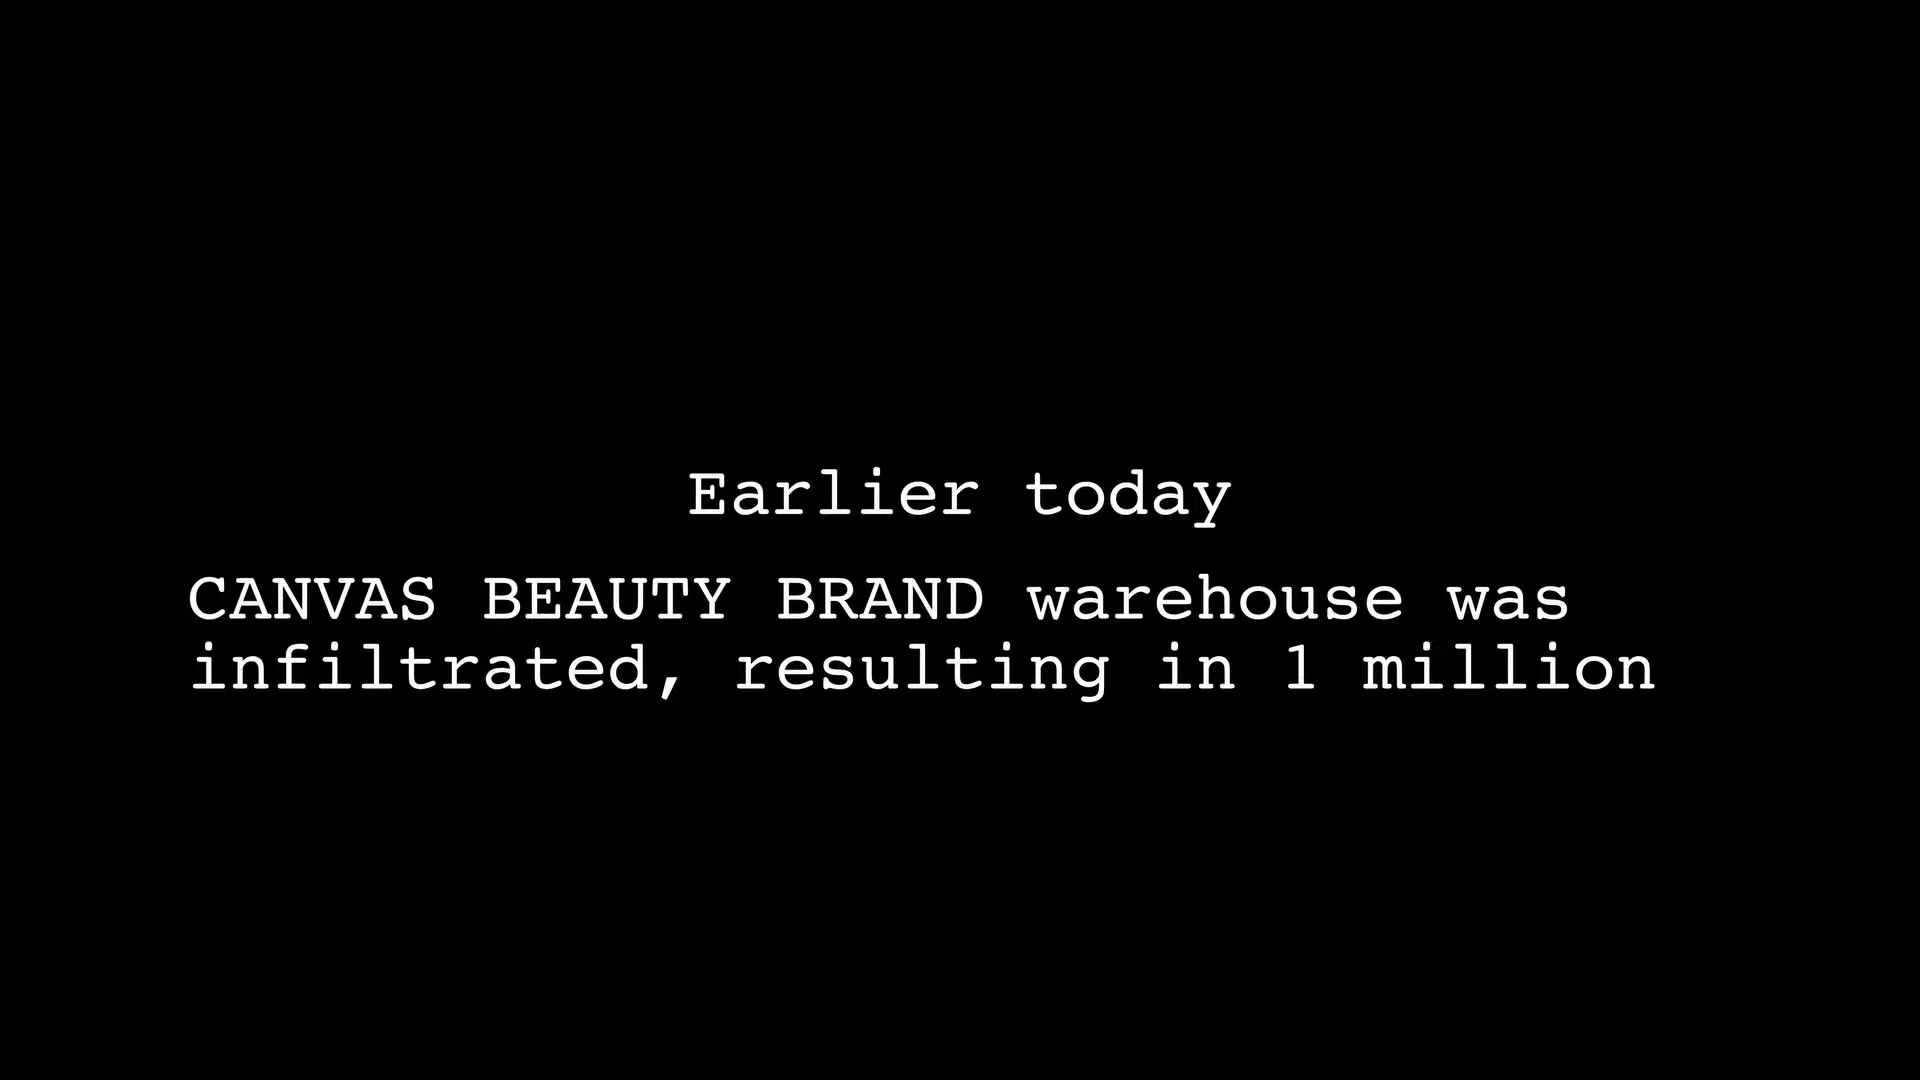 Earlier today
CANVAS BEAUTY BRAND warehouse was
infiltrated, resulting in 1 million